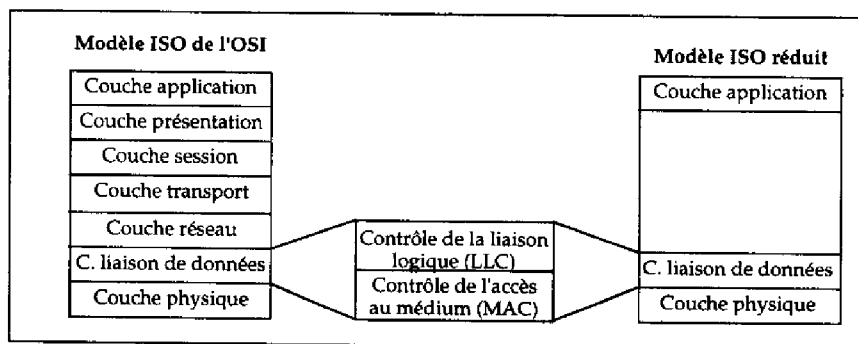 Modèle ISO de l'OSI
Couche application
Couche présentation
Couche session
Couche transport
Couche réseau
C. liaison de données
Couche physique
Contrôle de la liaison
logique (LLC)
Contrôle de l'accès
au médium (MAC)
Modèle ISO réduit
Couche application
C. liaison de données
Couche physique